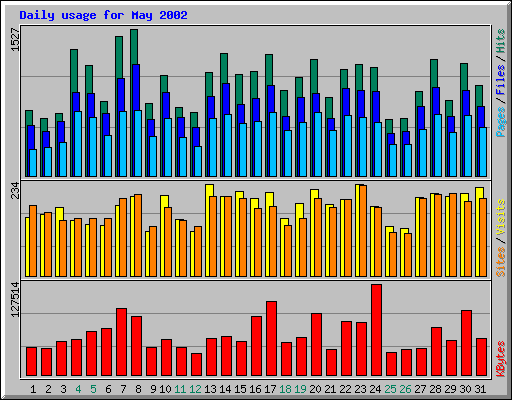 Daily usage for May 2002
1527
Pages / Files / Hits
234
Sites / Visits
127514
KBytes
1 2 3 4 5 6 7 8 9 10 11 12 13 14 15 16 17 18 19 20 21 22 23 24 25 26 27 28 29 30 31